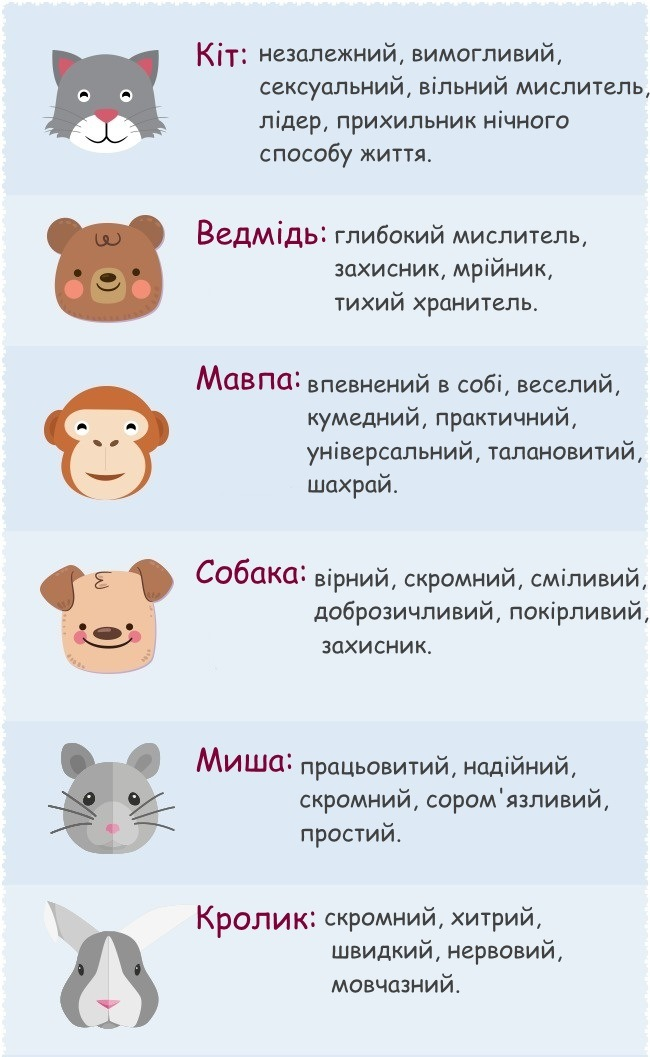 Кіт: незалежний, вимогливий,
сексуальний, вільний мислитель,
лідер, прихильник нічного
способу життя.
Ведмідь: глибокий мислитель,
захисник, мрійник,
тихий хранитель.
Мавпа: впевнений в собі, веселий,
кумедний, практичний,
універсальний, талановитий,
шахрай.
Собака: вірний, скромний, сміливий,
доброзичливий, покірливий,
захисник.
Миша: працьовитий, надійний,
скромний, сором'язливий,
простий.
Кролик: скромний, хитрий,
швидкий, нервовий,
мовчазний.